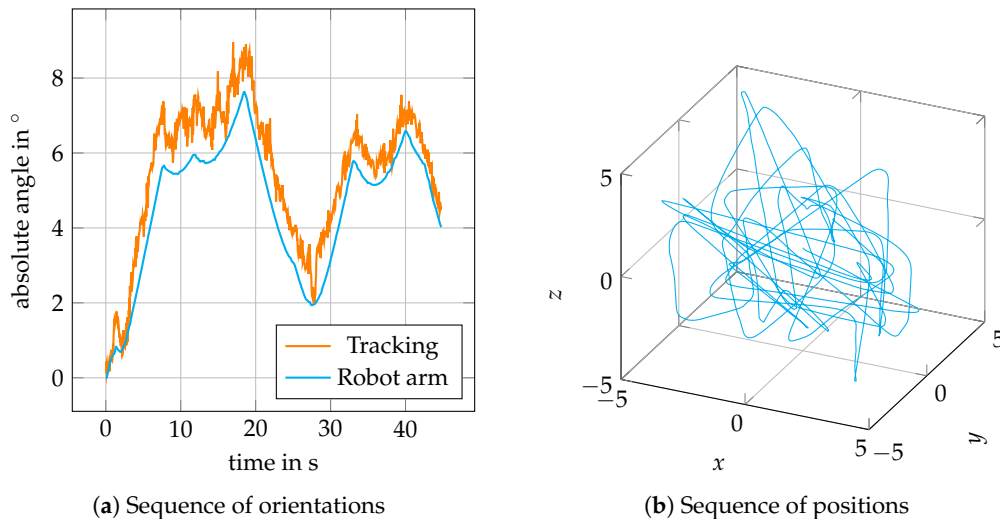 8
6
4
2
0
absolute angle in °
Tracking
Robot arm
0 10 20 30 40
time in s
(a) Sequence of orientations
5
0
−5
z
−5
0
5
x
−5
0
5
y
(b) Sequence of positions